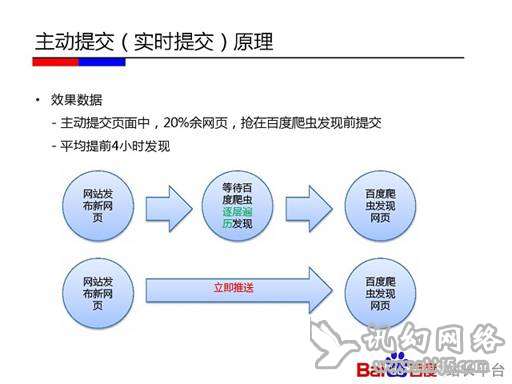 主动提交（实时提交）原理
• 效果数据
- 主动提交页面中，20%余网页，抢在百度爬虫发现前提交
- 平均提前4小时发现
网站发
布新网
页
等待百
度爬虫
逐层遍
历发现
百度爬
虫发现
网页
网站发
布新网
页
立即推送
百度爬
虫发现
网页
讯幻网络
Bai百度
平台